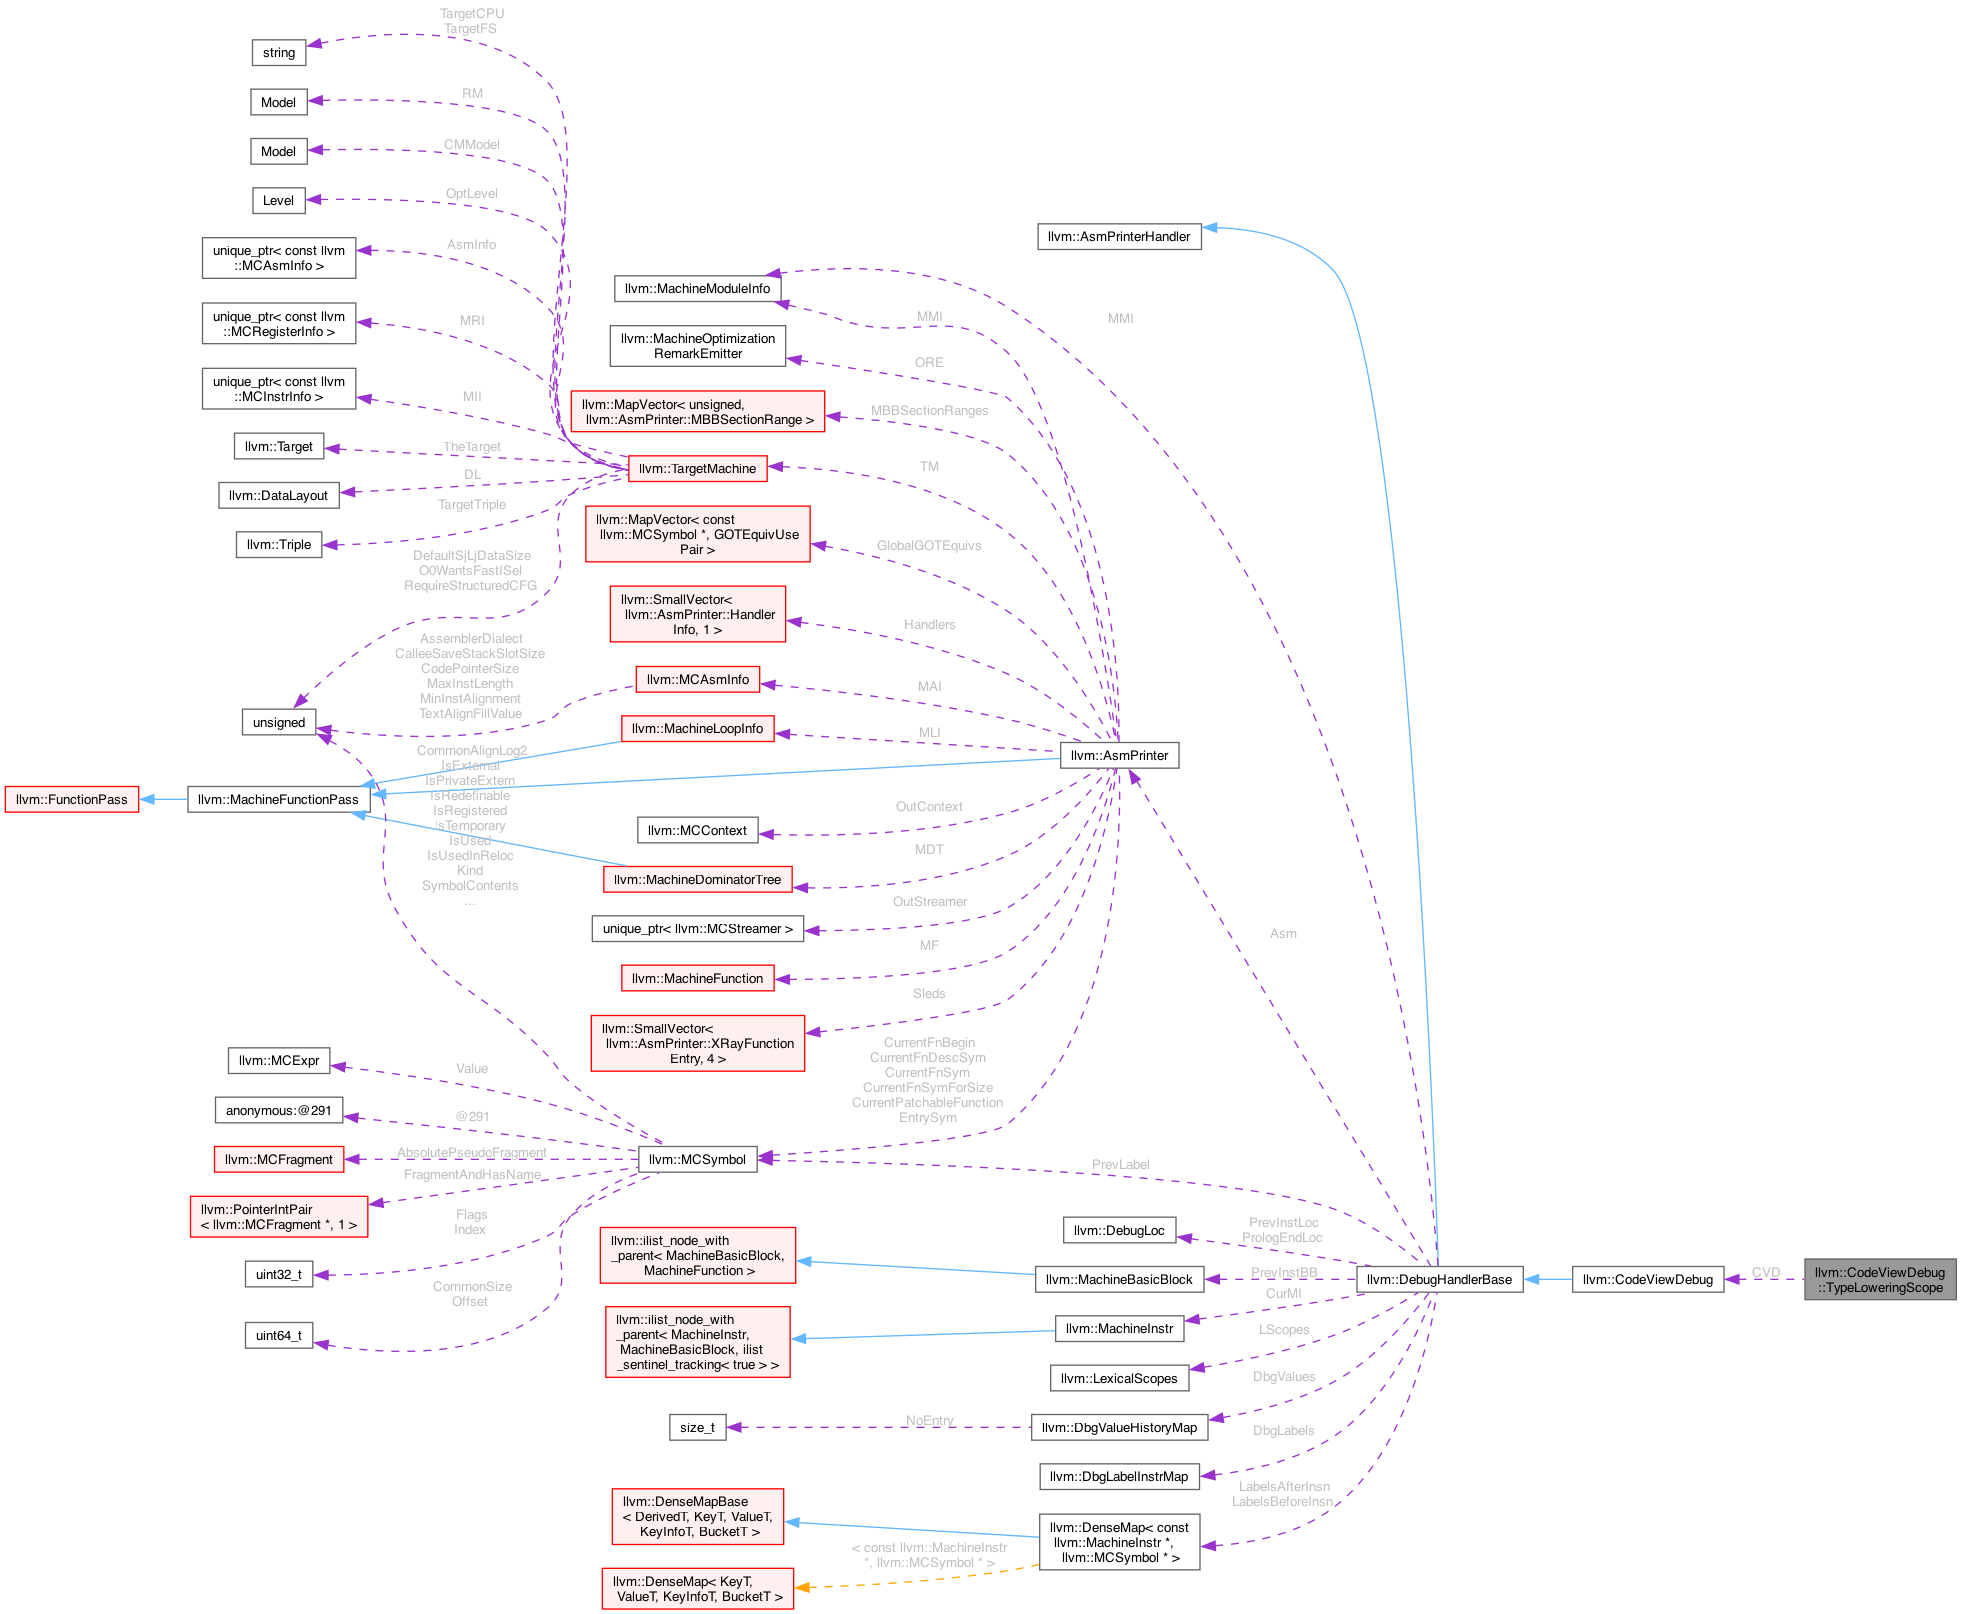 TargetCPU
TargetFS
string
RM
Model
CMModel
Model
OptLevel
Level
AsmInfo
unique_ptr< const llvm
::MCAsmInfo >
MRI
unique_ptr< const llvm
::MCRegisterInfo >
MII
unique_ptr< const llvm
::MCInstrInfo >
TheTarget
llvm::Target
DL
llvm::DataLayout
TargetTriple
llvm::Triple
DefaultSjLjDataSize
O0WantsFastISel
RequireStructuredCFG
AssemblerDialect
CalleeSaveStackSlotSize
CodePointerSize
MaxInstLength
MinInstAlignment
TextAlignFillValue
unsigned
CommonAlignLog2
IsExternal
IsPrivateExtern
IsRedefinable
IsRegistered
IsTemporary
IsUsed
IsUsedInReloc
Kind
SymbolContents
...
llvm::FunctionPass
llvm::MachineFunctionPass
Value
llvm::MCExpr
@291
anonymous:@291
AbsolutePseudoFragment
llvm::MCFragment
FragmentAndHasName
llvm::PointerIntPair
< llvm::MCFragment *, 1 >
Flags
Index
uint32_t
CommonSize
Offset
uint64_t
llvm::MachineModuleInfo
MMI
llvm::MachineOptimization
RemarkEmitter
ORE
llvm::MapVector< unsigned,
llvm::AsmPrinter::MBBSectionRange >
MBBSectionRanges
llvm::TargetMachine
TM
llvm::MapVector< const
llvm::MCSymbol *, GOTEquivUse
Pair >
GlobalGOTEquivs
llvm::SmallVector<
llvm::AsmPrinter::Handler
Info, 1 >
Handlers
llvm::MCAsmInfo
MAI
llvm::MachineLoopInfo
MLI
llvm::MCContext
OutContext
llvm::MachineDominatorTree
MDT
unique_ptr< llvm::MCStreamer >
OutStreamer
llvm::MachineFunction
MF
llvm::SmallVector<
llvm::AsmPrinter::XRayFunction
Entry, 4 >
Sleds
CurrentFnBegin
CurrentFnDescSym
CurrentFnSym
CurrentFnSymForSize
CurrentPatchableFunction
EntrySym
llvm::MCSymbol
PrevLabel
llvm::ilist_node_with
_parent< MachineBasicBlock,
MachineFunction >
llvm::ilist_node_with
_parent< MachineInstr,
MachineBasicBlock, ilist
_sentinel_tracking< true > >
size_t
NoEntry
llvm::DenseMapBase
< DerivedT, KeyT, ValueT,
KeyInfoT, BucketT >
< const llvm::MachineInstr
*, llvm::MCSymbol * >
llvm::DenseMap< KeyT,
ValueT, KeyInfoT, BucketT >
llvm::AsmPrinterHandler
MMI
llvm::AsmPrinter
Asm
llvm::DebugLoc
PrevInstLoc
PrologEndLoc
llvm::MachineBasicBlock
PrevInstBB
CurMI
llvm::MachineInstr
LScopes
llvm::LexicalScopes
DbgValues
llvm::DbgValueHistoryMap
DbgLabels
llvm::DbgLabelInstrMap
LabelsAfterInsn
LabelsBeforeInsn
llvm::DenseMap< const
llvm::MachineInstr *,
llvm::MCSymbol * >
llvm::DebugHandlerBase
llvm::CodeViewDebug
CVD
llvm::CodeViewDebug
::TypeLoweringScope